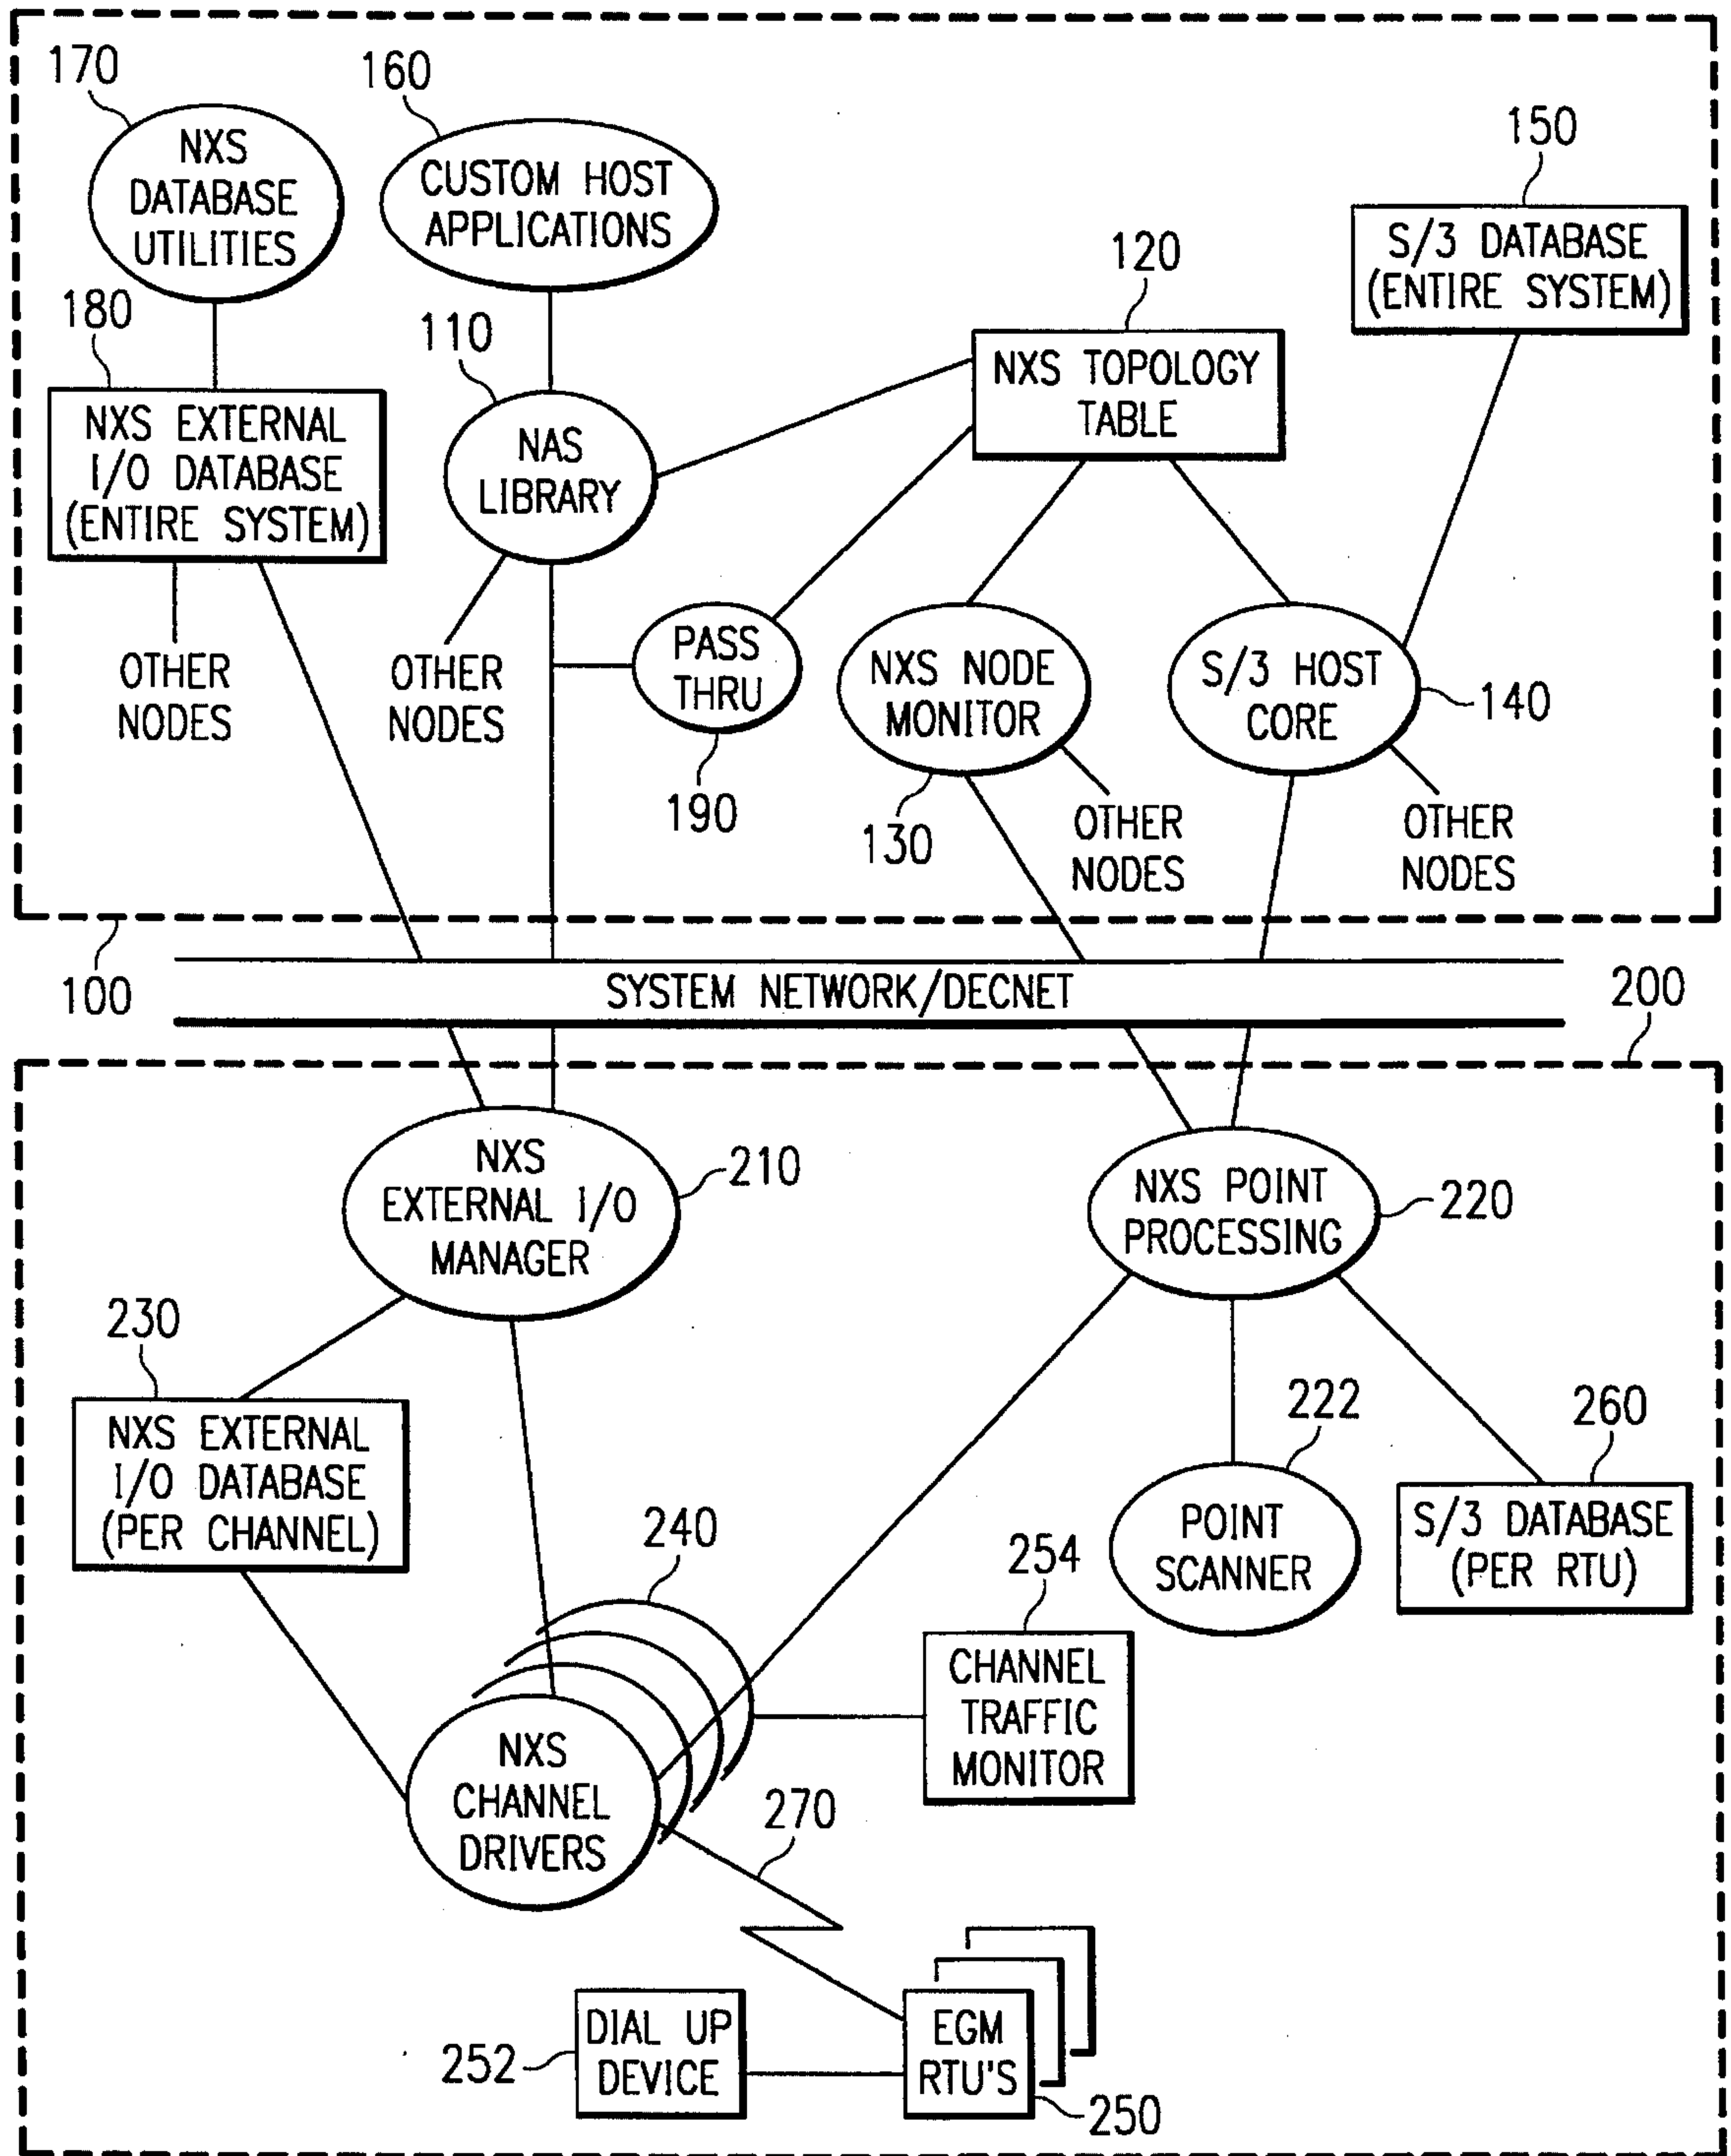 170
160
150
NXS
DATABASE
UTILITIES
CUSTOM HOST
APPLICATIONS
S/3 DATABASE
(ENTIRE SYSTEM)
120
180
110
NXS TOPOLOGY
TABLE
NXS EXTERNAL
I/O DATABASE
(ENTIRE SYSTEM)
NAS
LIBRARY
OTHER
NODES
OTHER
NODES
PASS
THRU
190
NXS NODE
MONITOR
130
S/3 HOST
CORE
140
OTHER
NODES
OTHER
NODES
100
SYSTEM NETWORK/DECNET
200
NXS
EXTERNAL I/O
MANAGER
210
NXS POINT
PROCESSING
220
230
NXS EXTERNAL
I/O DATABASE
(PER CHANNEL)
222
260
POINT
SCANNER
S/3 DATABASE
(PER RTU)
240
254
CHANNEL
TRAFFIC
MONITOR
NXS
CHANNEL
DRIVERS
270
DIAL UP
DEVICE
252
EGM
RTU'S
250